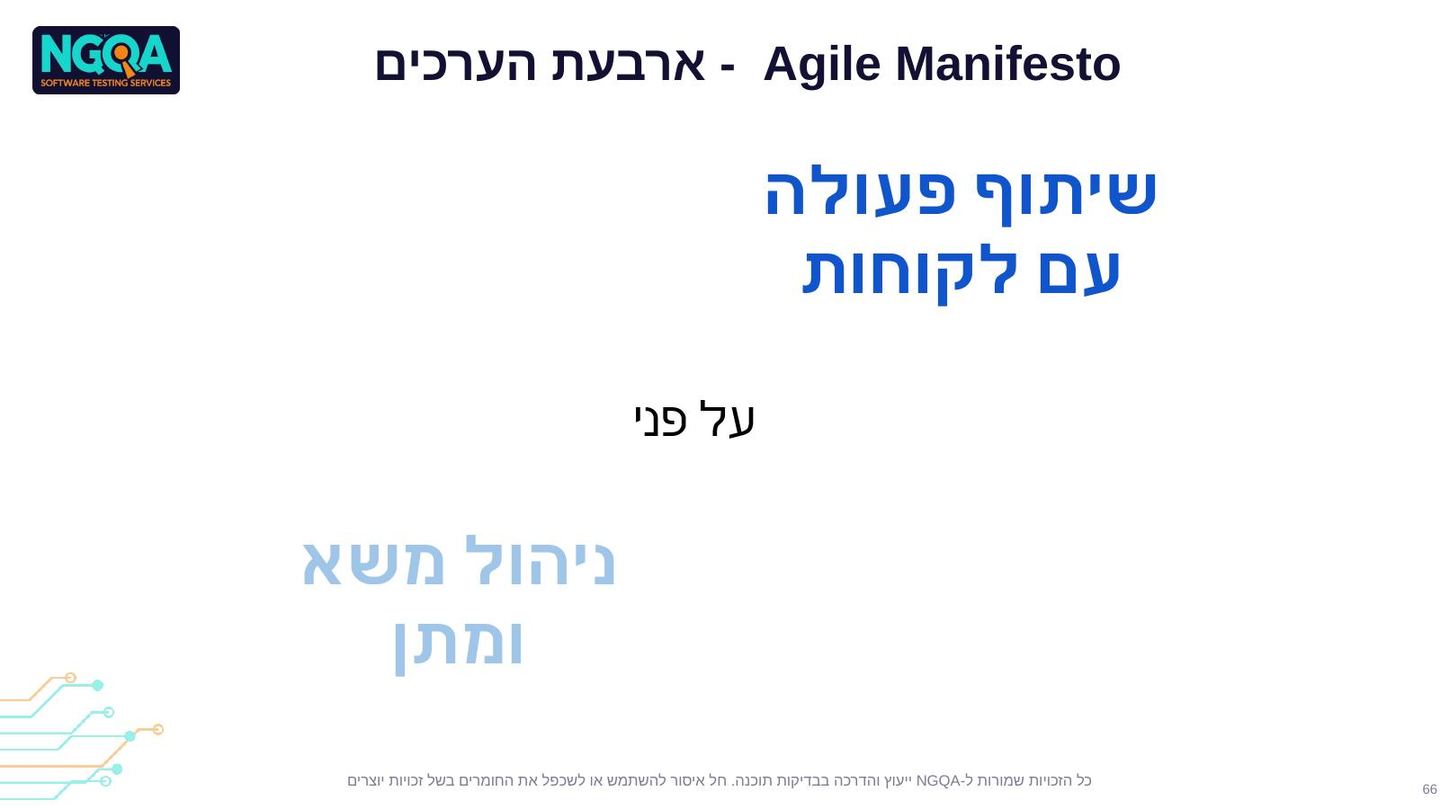 NGQA
SOFTWARE TESTING SERVICES
Agile Manifesto - ארבעת הערכים
שיתוף פעולה
עם לקוחות
על פני
ניהול משא
ומתן
כל הזכויות שמורות ל-NGQA ייעוץ והדרכה בבדיקות תוכנה. חל איסור להשתמש או לשכפל את החומרים בשל זכויות יוצרים
66